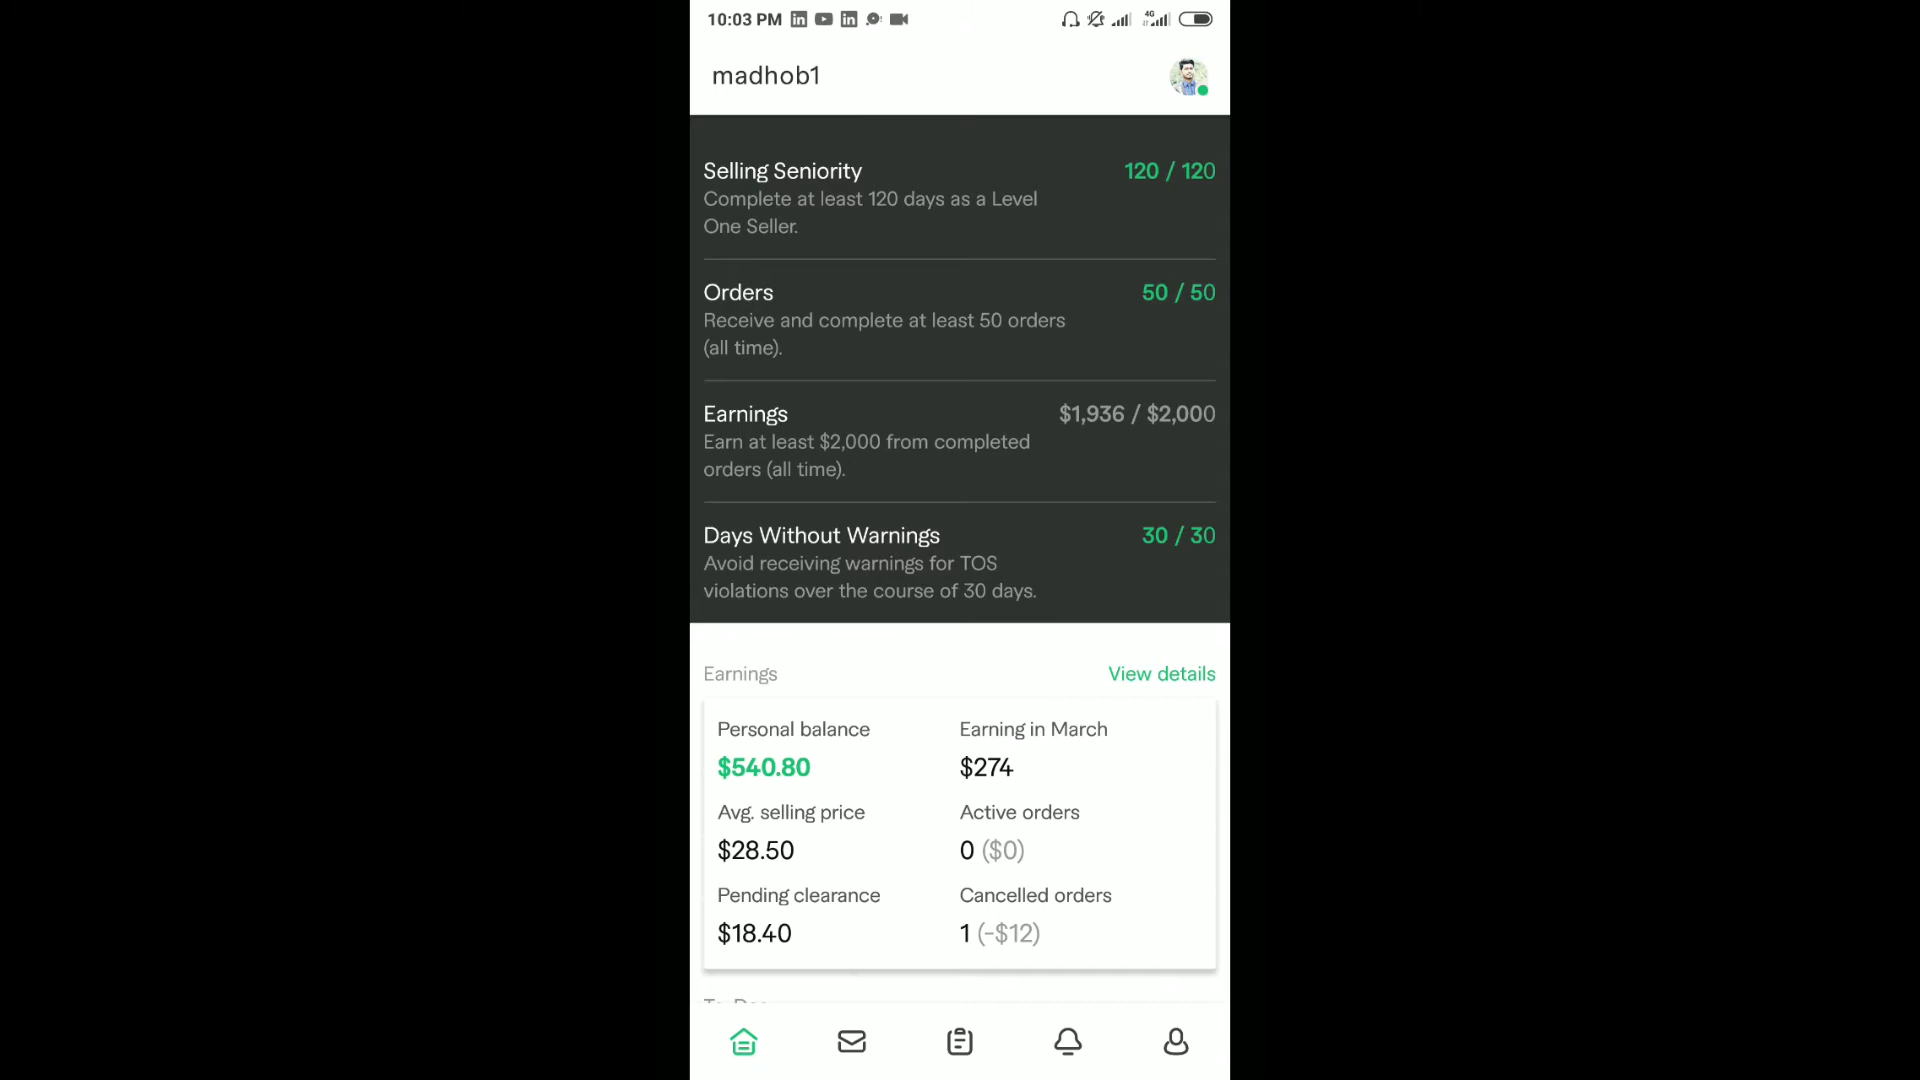 10:03 PM
4G
madhob1
Selling Seniority 120 / 120
Complete at least 120 days as a Level
One Seller.
Orders 50 / 50
Receive and complete at least 50 orders
(all time).
Earnings $1,936 / $2,000
Earn at least $2,000 from completed
orders (all time).
Days Without Warnings 30 / 30
Avoid receiving warnings for TOS
violations over the course of 30 days.
Earnings View details
Personal balance Earning in March
$540.80 $274
Avg. selling price Active orders
$28.50 0 ($0)
Pending clearance Cancelled orders
$18.40 1 (-$12)